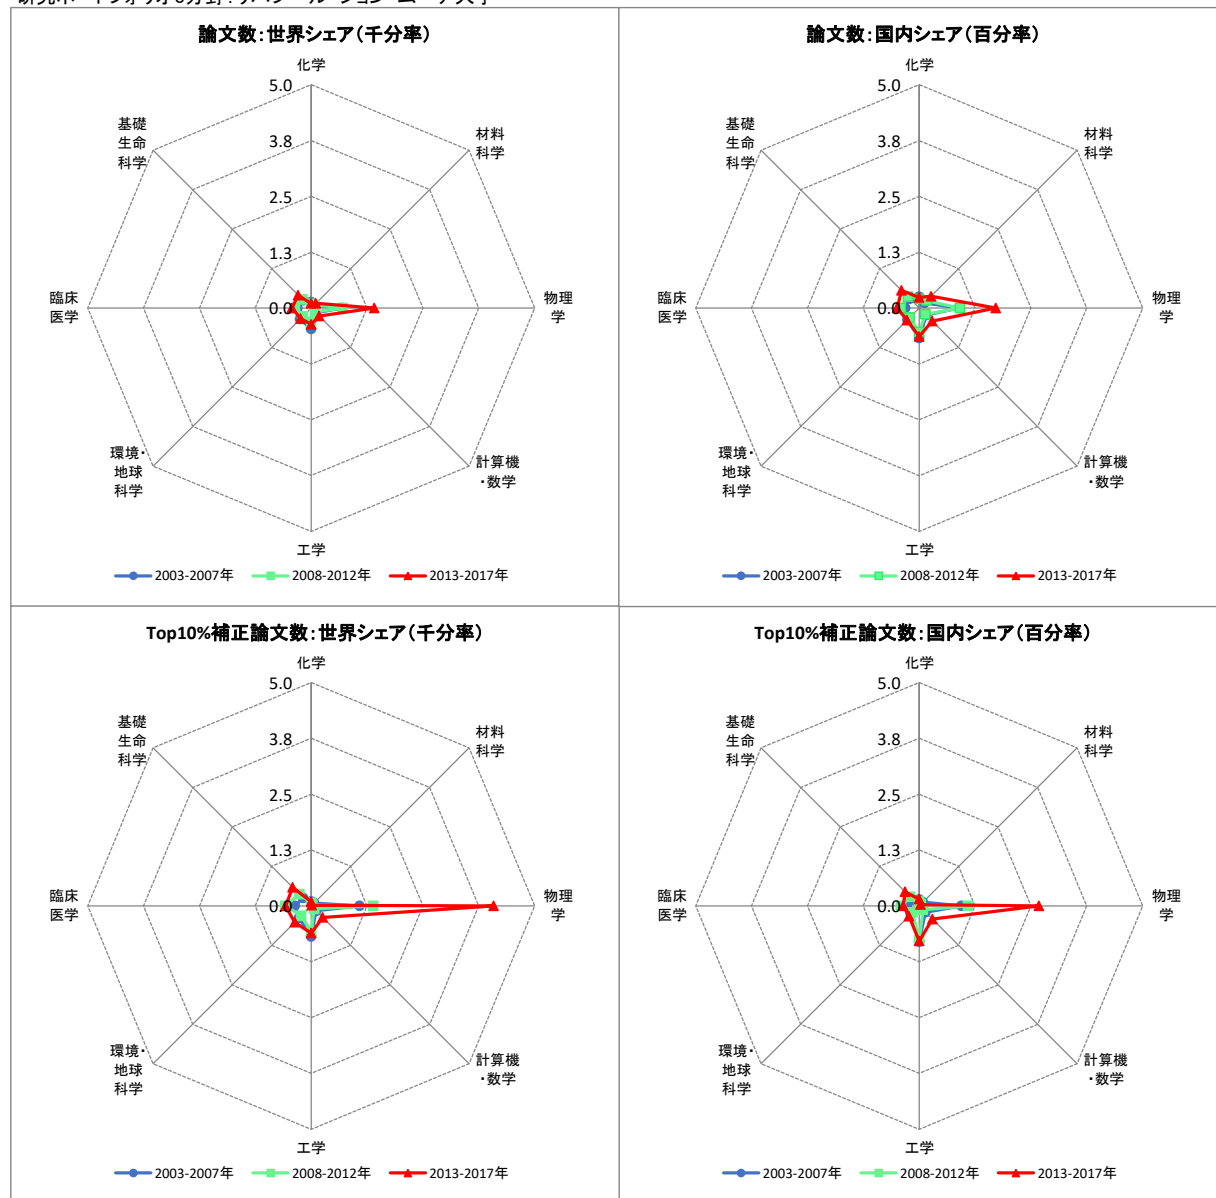 論文数:世界シェア(千分率)
化学
5.0
3.8
2.5
1.3
0.0
基礎
生命
科学
材料
科学
臨床
医学
物理
学
環境・
地球
科学
計算機
・数学
工学
2003-2007年 2008-2012年 2013-2017年
論文数:国内シェア(百分率)
化学
5.0
3.8
2.5
1.3
0.0
基礎
生命
科学
材料
科学
臨床
医学
物理
学
環境・
地球
科学
計算機
・数学
工学
2003-2007年 2008-2012年 2013-2017年
Top10%補正論文数:世界シェア(千分率)
化学
5.0
3.8
2.5
1.3
0.0
基礎
生命
科学
材料
科学
臨床
医学
物理
学
環境・
地球
科学
計算機
・数学
工学
2003-2007年 2008-2012年 2013-2017年
Top10%補正論文数:国内シェア(百分率)
化学
5.0
3.8
2.5
1.3
0.0
基礎
生命
科学
材料
科学
臨床
医学
物理
学
環境・
地球
科学
計算機
・数学
工学
2003-2007年 2008-2012年 2013-2017年